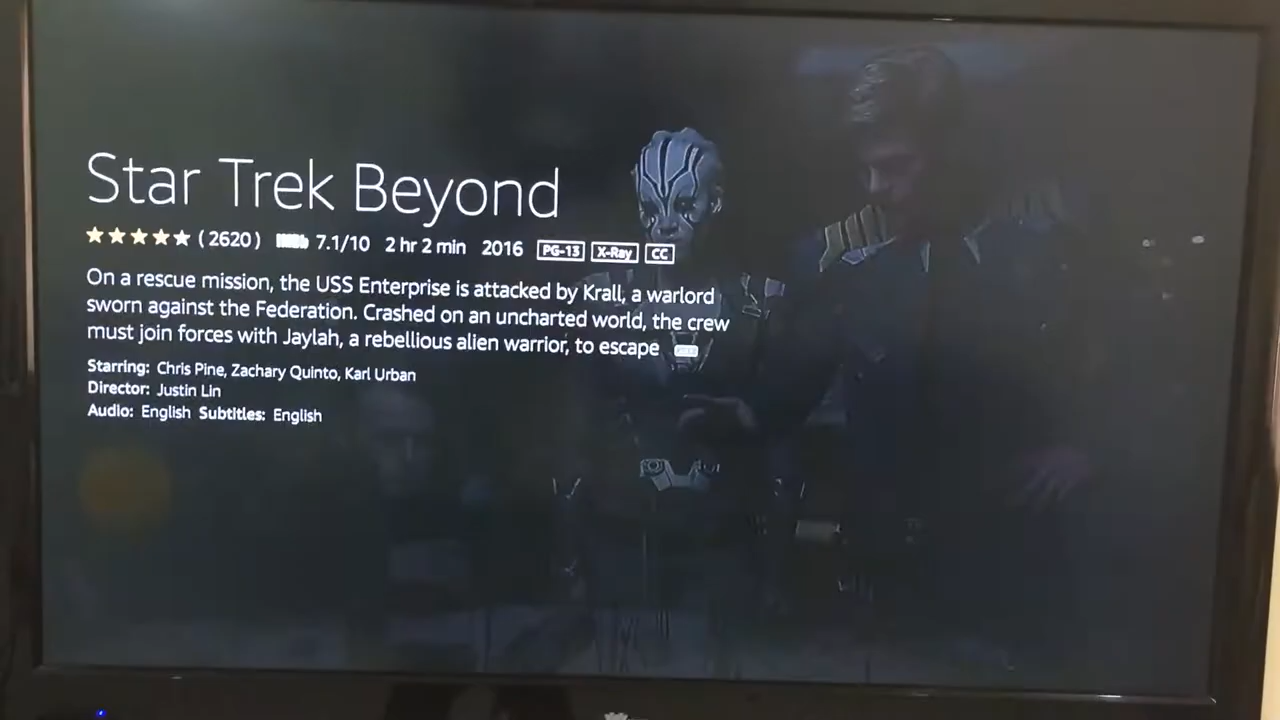 Star Trek Beyond
(2620) IMDb 7.1/10 2 hr 2 min 2016 PG-13 X-Ray CC
On a rescue mission, the USS Enterprise is attacked by Krall, a warlord
sworn against the Federation. Crashed on an uncharted world, the crew
must join forces with Jaylah, a rebellious alien warrior, to escape
Starring: Chris Pine, Zachary Quinto, Karl Urban
Director: Justin Lin
Audio: English Subtitles: English